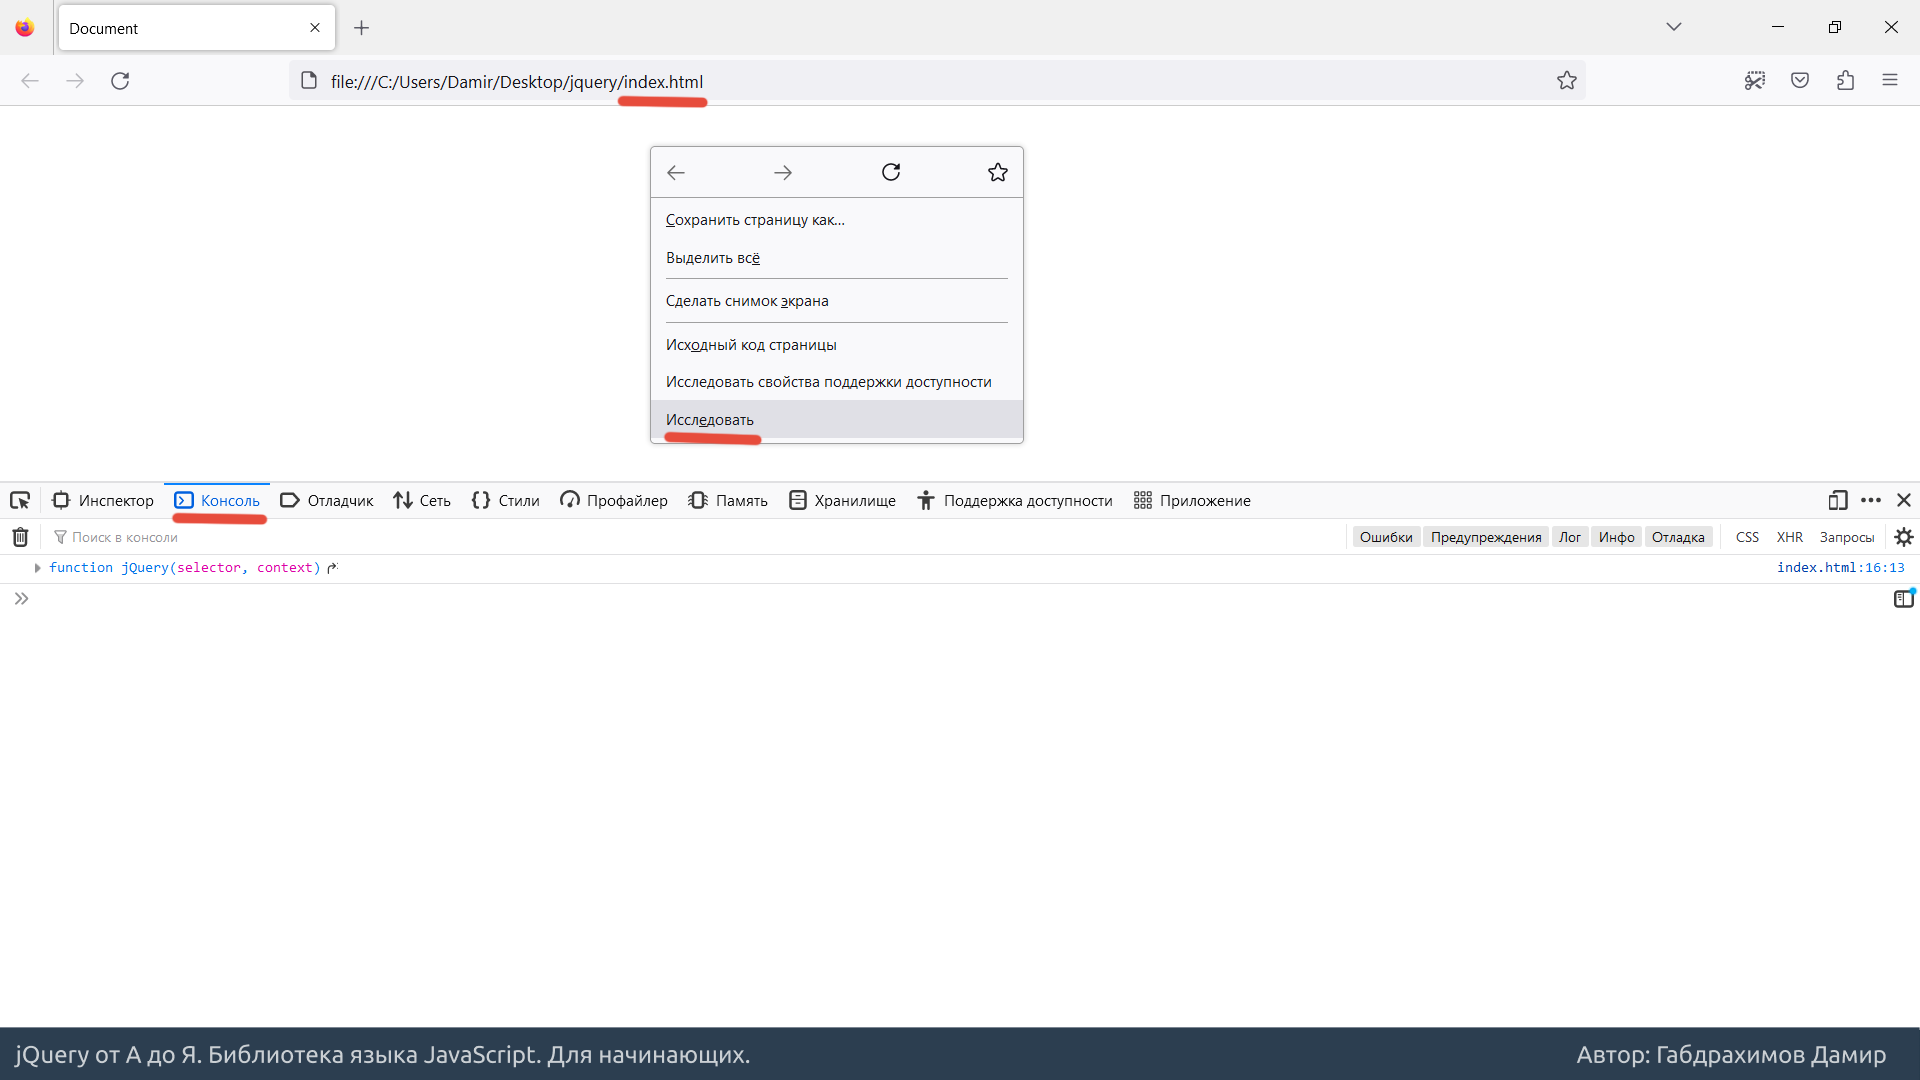 Document
file:///C:/Users/Damir/Desktop/jquery/index.html
Сохранить страницу как...
Выделить всё
Сделать снимок экрана
Исходный код страницы
Исследовать свойства поддержки доступности
Исследовать
Инспектор Консоль Отладчик Сеть Стили Профайлер Память Хранилище Поддержка доступности Приложение
Поиск в консоли Ошибки Предупреждения Лог Инфо Отладка CSS XHR Запросы
function jQuery(selector, context) index.html:16:13
jQuery от А до Я. Библиотека языка JavaScript. Для начинающих. Автор: Габдрахимов Дамир